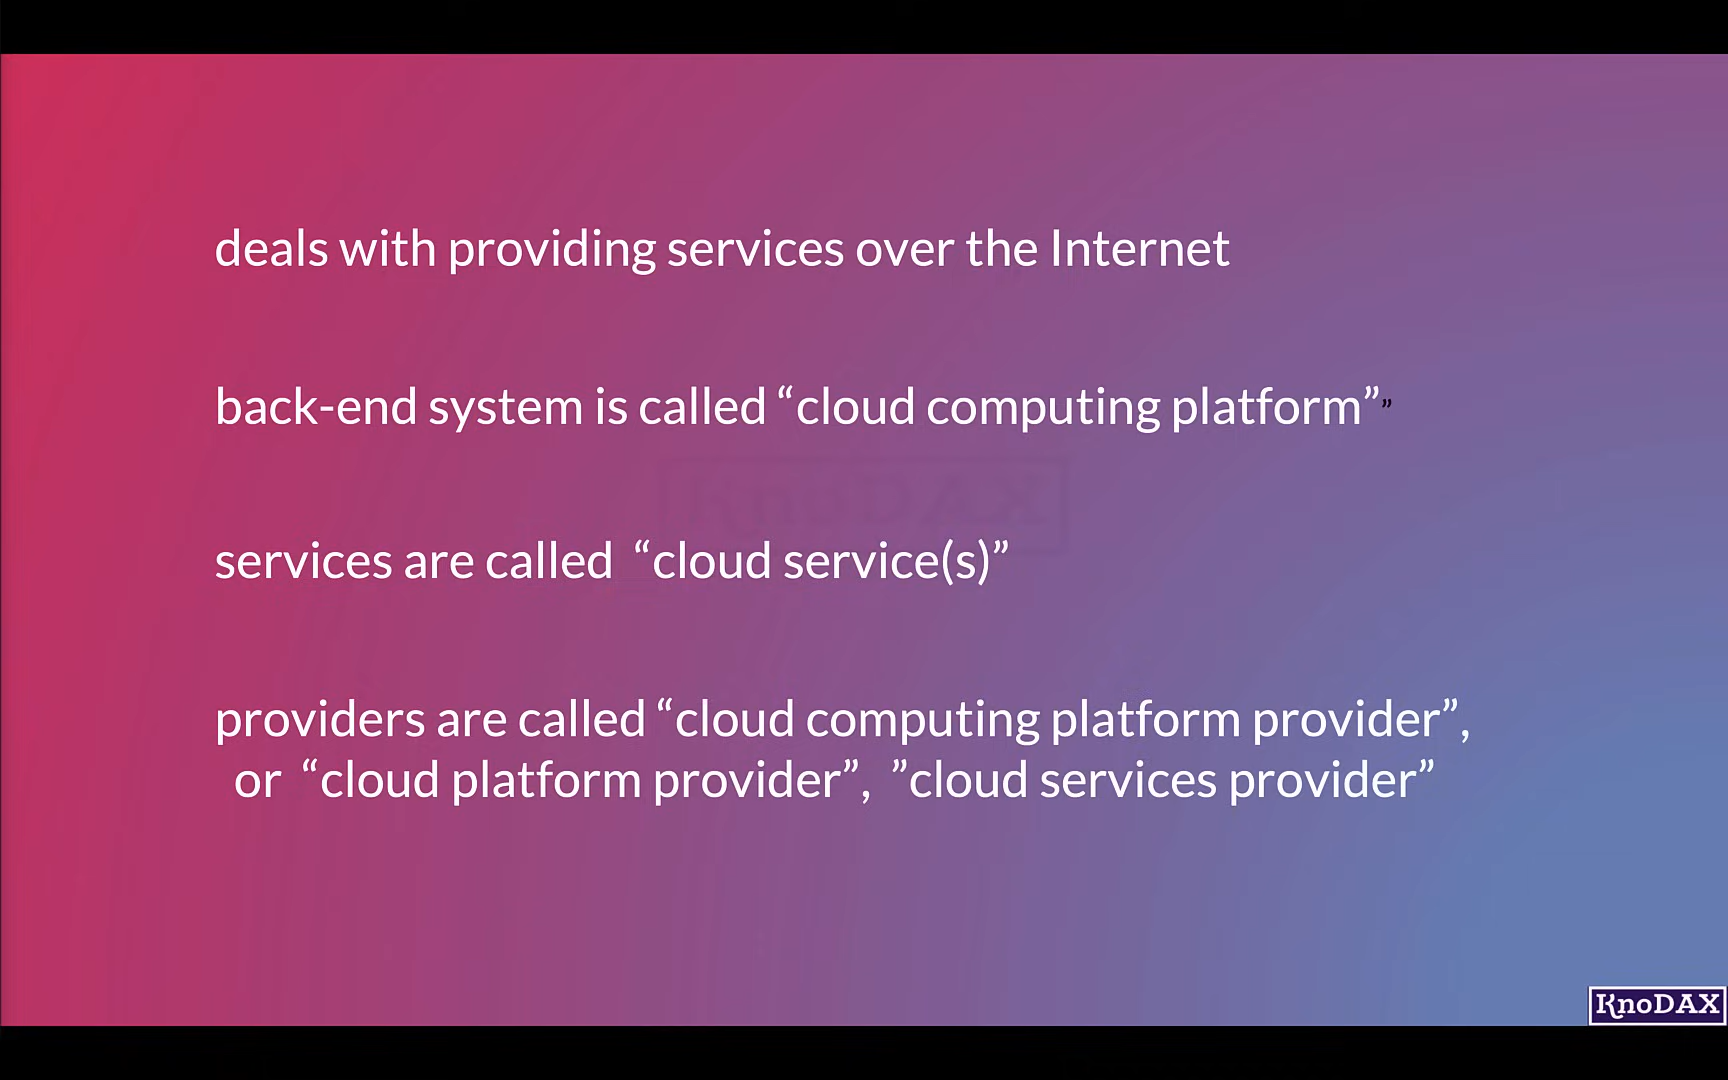 deals with providing services over the Internet
back-end system is called “cloud computing platform””
KnoDAX
services are called “cloud service(s)”
providers are called “cloud computing platform provider”,
or “cloud platform provider”, ”cloud services provider”
KnoDAX